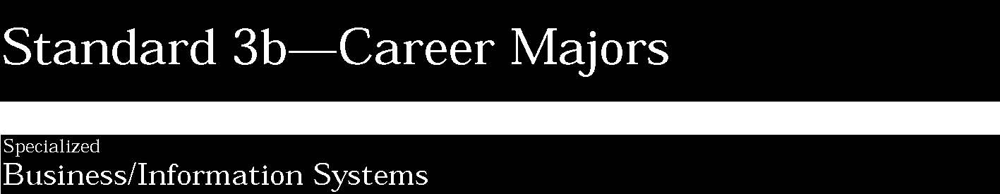 Standard 3b—Career Majors
Specialized
Business/Information Systems